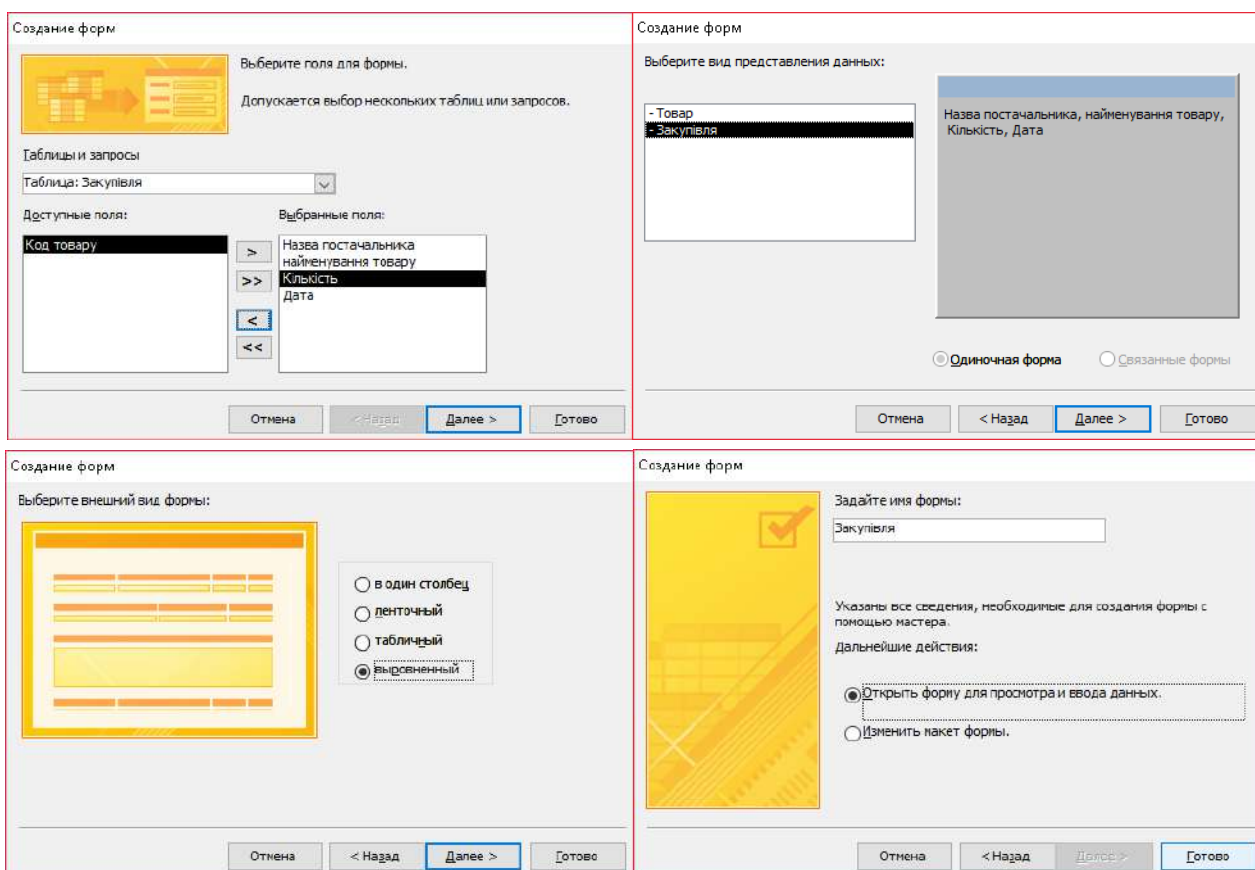 Создание форм
Выберите поля для формы.
Допускается выбор нескольких таблиц или запросов.
Таблицы и запросы
Таблица: Закупівля
Доступные поля:
Выбранные поля:
Код товару
>
>>
<
<<
Назва постачальника
найменування товару
Кількість
Дата
Отмена
< Назад
Далее >
Готово
Создание форм
Выберите вид представления данных:
- Товар
- Закупівля
Назва постачальника, найменування товару,
Кількість, Дата
Одиночная форма
Связанные формы
Отмена
< Назад
Далее >
Готово
Создание форм
Выберите внешний вид формы:
в один столбец
ленточный
табличный
выровненный
Отмена
< Назад
Далее >
Готово
Создание форм
Задайте имя формы:
Закупівля
Указаны все сведения, необходимые для создания формы с
помощью мастера.
Дальнейшие действия:
Открыть форму для просмотра и ввода данных.
Изменить макет формы.
Отмена
< Назад
Далее >
Готово